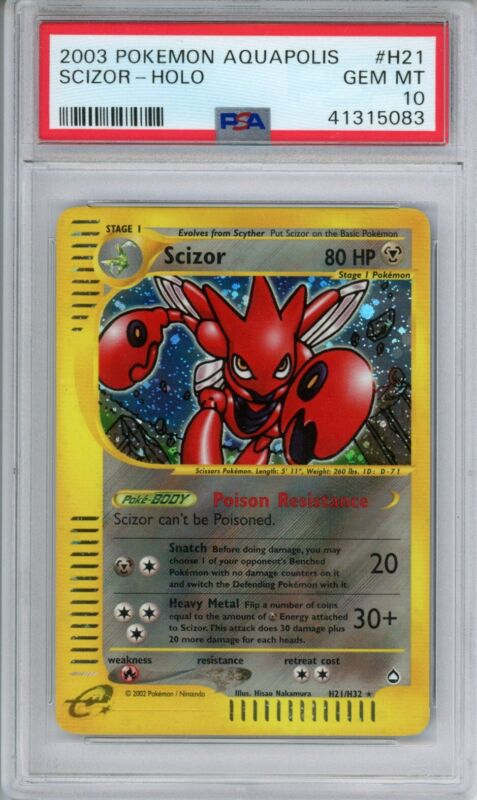 2003 POKEMON AQUAPOLIS #H21
SCIZOR - HOLO GEM MT
10
PSA
41315083
STAGE 1
Evolves from Scyther Put Scizor on the Basic Pokémon
Scizor 80 HP
Stage 1 Pokémon
Scissors Pokémon. Length: 5' 11", Weight: 260 lbs. ID: D-71
Poké-BODY Poison Resistance
Scizor can't be Poisoned.
Snatch Before doing damage, you may
choose 1 of your opponent's Benched
Pokémon with no damage counters on it
and switch the Defending Pokémon with it.
20
Heavy Metal Flip a number of coins
equal to the amount of Energy attached
to Scizor. This attack does 30 damage plus
20 more damage for each heads.
30+
weakness resistance retreat cost
© 2002 Pokémon / Nintendo Illus. Hisao Nakamura H21/H32 ★
e